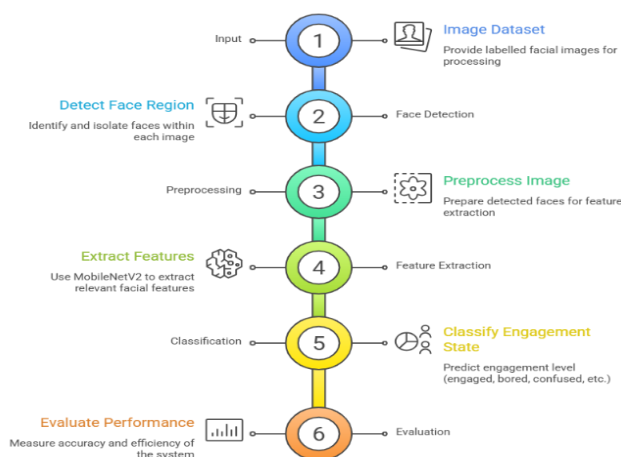 Input
1
Image Dataset
Provide labelled facial images for
processing
Detect Face Region
Identify and isolate faces within
each image
2
Face Detection
Preprocessing
3
Preprocess Image
Prepare detected faces for feature
extraction
Extract Features
Use MobileNetV2 to extract
relevant facial features
4
Feature Extraction
Classification
5
Classify Engagement
State
Predict engagement level
(engaged, bored, confused, etc.)
Evaluate Performance
Measure accuracy and efficiency of
the system
6
Evaluation